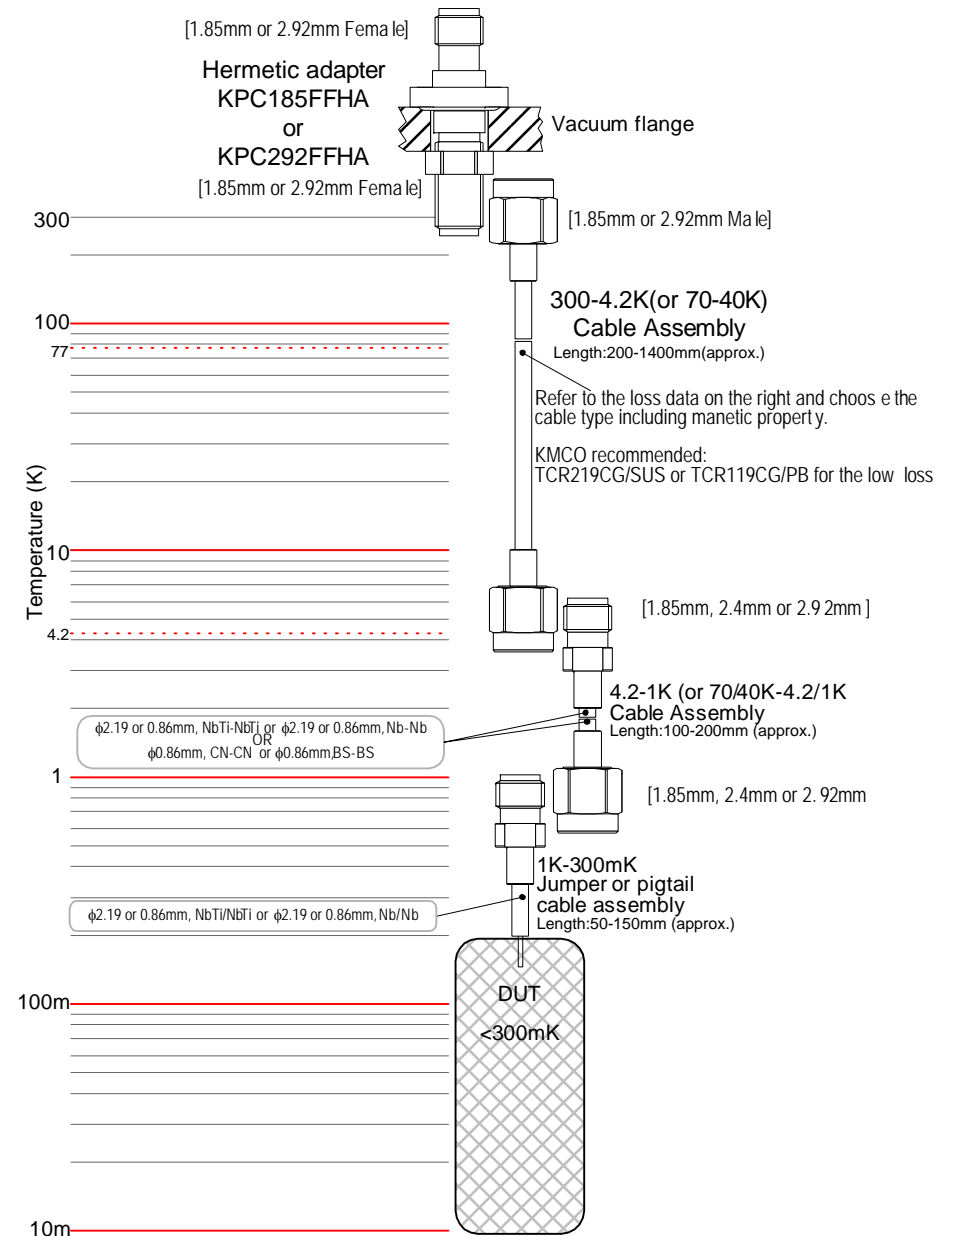 [1.85mm or 2.92mm Female]
Hermetic adapter
KPC185FFHA
or
KPC292FFHA
[1.85mm or 2.92mm Female]
Vacuum flange
[1.85mm or 2.92mm Male]
300
100
77
10
4.2
1
100m
10m
Temperature (K)
300-4.2K(or 70-40K)
Cable Assembly
Length:200-1400mm(approx.)
Refer to the loss data on the right and choose the
cable type including manetic property.
KMCO recommended:
TCR219CG/SUS or TCR119CG/PB for the low loss
[1.85mm, 2.4mm or 2.92mm]
4.2-1K (or 70/40K-4.2/1K
Cable Assembly
Length:100-200mm (approx.)
ϕ2.19 or 0.86mm, NbTi-NbTi or ϕ2.19 or 0.86mm, Nb-Nb
OR
ϕ0.86mm, CN-CN or ϕ0.86mm,BS-BS
[1.85mm, 2.4mm or 2.92mm
1K-300mK
Jumper or pigtail
cable assembly
Length:50-150mm (approx.)
ϕ2.19 or 0.86mm, NbTi/NbTi or ϕ2.19 or 0.86mm, Nb/Nb
DUT
<300mK